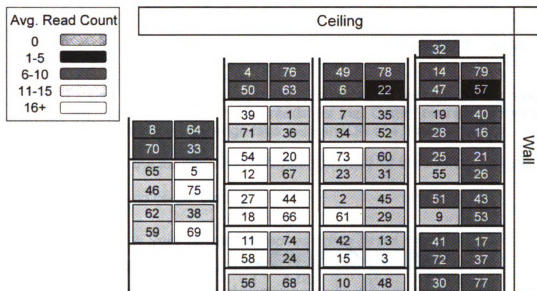 Avg. Read Count
0
1-5
6-10
11-15
16+
Ceiling
Wall
32
4 76 49 78 14 79
50 63 6 22 47 57
39 1 7 35 19 40
8 64 71 36 34 52 28 16
70 33 54 20 73 60 25 21
65 5 12 67 23 31 55 26
46 75 27 44 2 45 51 43
62 38 18 66 61 29 9 53
59 69 11 74 42 13 41 17
58 24 15 3 72 37
56 68 10 48 30 77